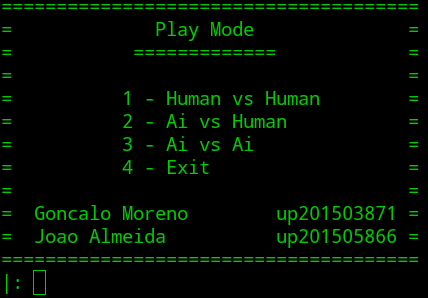 ======================================
=             Play Mode              =
=           =============            =
=                                    =
=          1 - Human vs Human        =
=          2 - Ai vs Human           =
=          3 - Ai vs Ai              =
=          4 - Exit                  =
=                                    =
=  Goncalo Moreno        up201503871 =
=  Joao Almeida          up201505866 =
======================================
|: